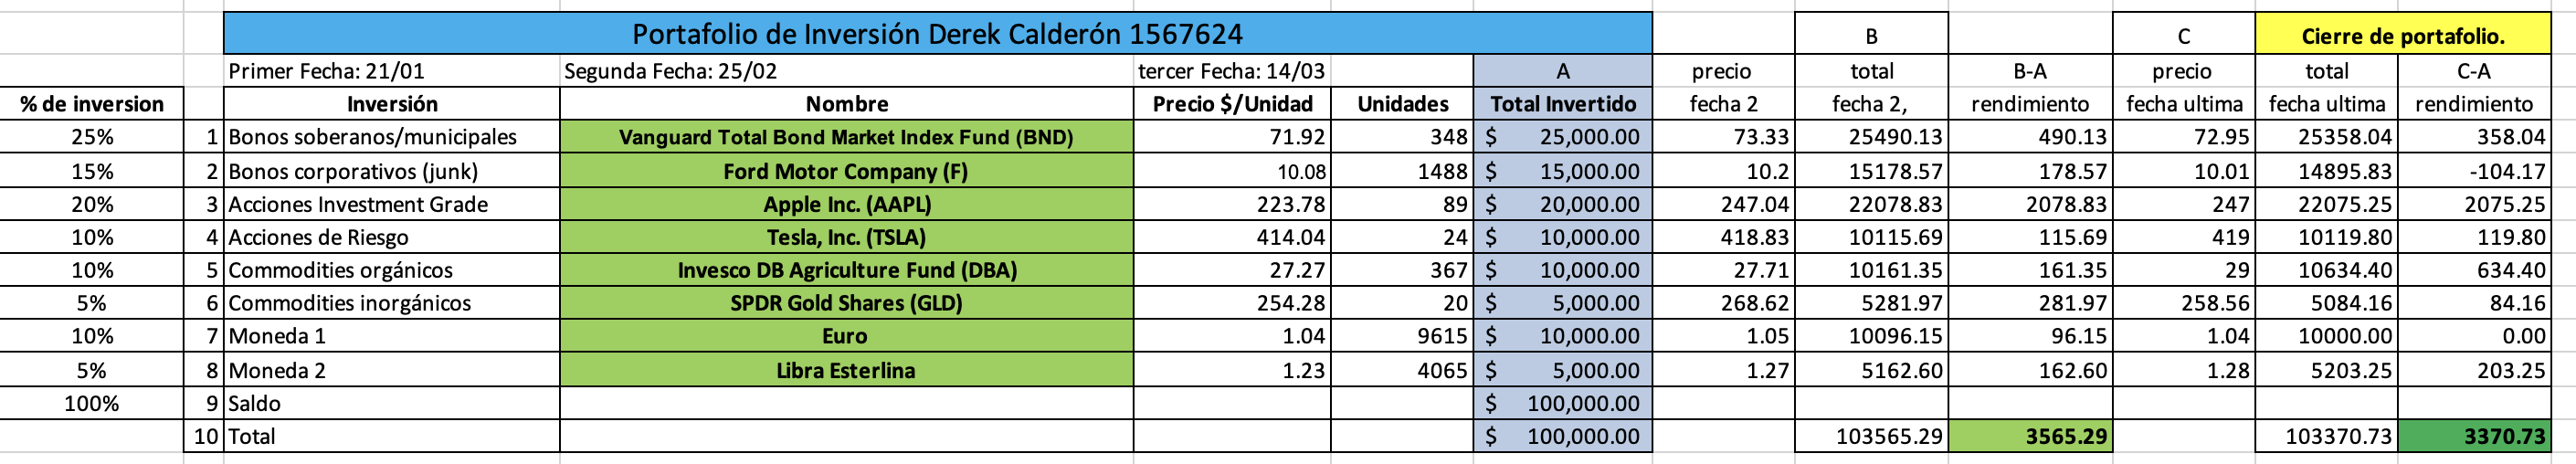 Portafolio de Inversión Derek Calderón 1567624 B C Cierre de portafolio.
Primer Fecha: 21/01 Segunda Fecha: 25/02 tercer Fecha: 14/03 A precio total B-A precio total C-A
% de inversion Inversión Nombre Precio $/Unidad Unidades Total Invertido fecha 2 fecha 2, rendimiento fecha ultima fecha ultima rendimiento
25% 1 Bonos soberanos/municipales Vanguard Total Bond Market Index Fund (BND) 71.92 348 $ 25,000.00 73.33 25490.13 490.13 72.95 25358.04 358.04
15% 2 Bonos corporativos (junk) Ford Motor Company (F) 10.08 1488 $ 15,000.00 10.2 15178.57 178.57 10.01 14895.83 -104.17
20% 3 Acciones Investment Grade Apple Inc. (AAPL) 223.78 89 $ 20,000.00 247.04 22078.83 2078.83 247 22075.25 2075.25
10% 4 Acciones de Riesgo Tesla, Inc. (TSLA) 414.04 24 $ 10,000.00 418.83 10115.69 115.69 419 10119.80 119.80
10% 5 Commodities orgánicos Invesco DB Agriculture Fund (DBA) 27.27 367 $ 10,000.00 27.71 10161.35 161.35 29 10634.40 634.40
5% 6 Commodities inorgánicos SPDR Gold Shares (GLD) 254.28 20 $ 5,000.00 268.62 5281.97 281.97 258.56 5084.16 84.16
10% 7 Moneda 1 Euro 1.04 9615 $ 10,000.00 1.05 10096.15 96.15 1.04 10000.00 0.00
5% 8 Moneda 2 Libra Esterlina 1.23 4065 $ 5,000.00 1.27 5162.60 162.60 1.28 5203.25 203.25
100% 9 Saldo $ 100,000.00
10 Total $ 100,000.00 103565.29 3565.29 103370.73 3370.73